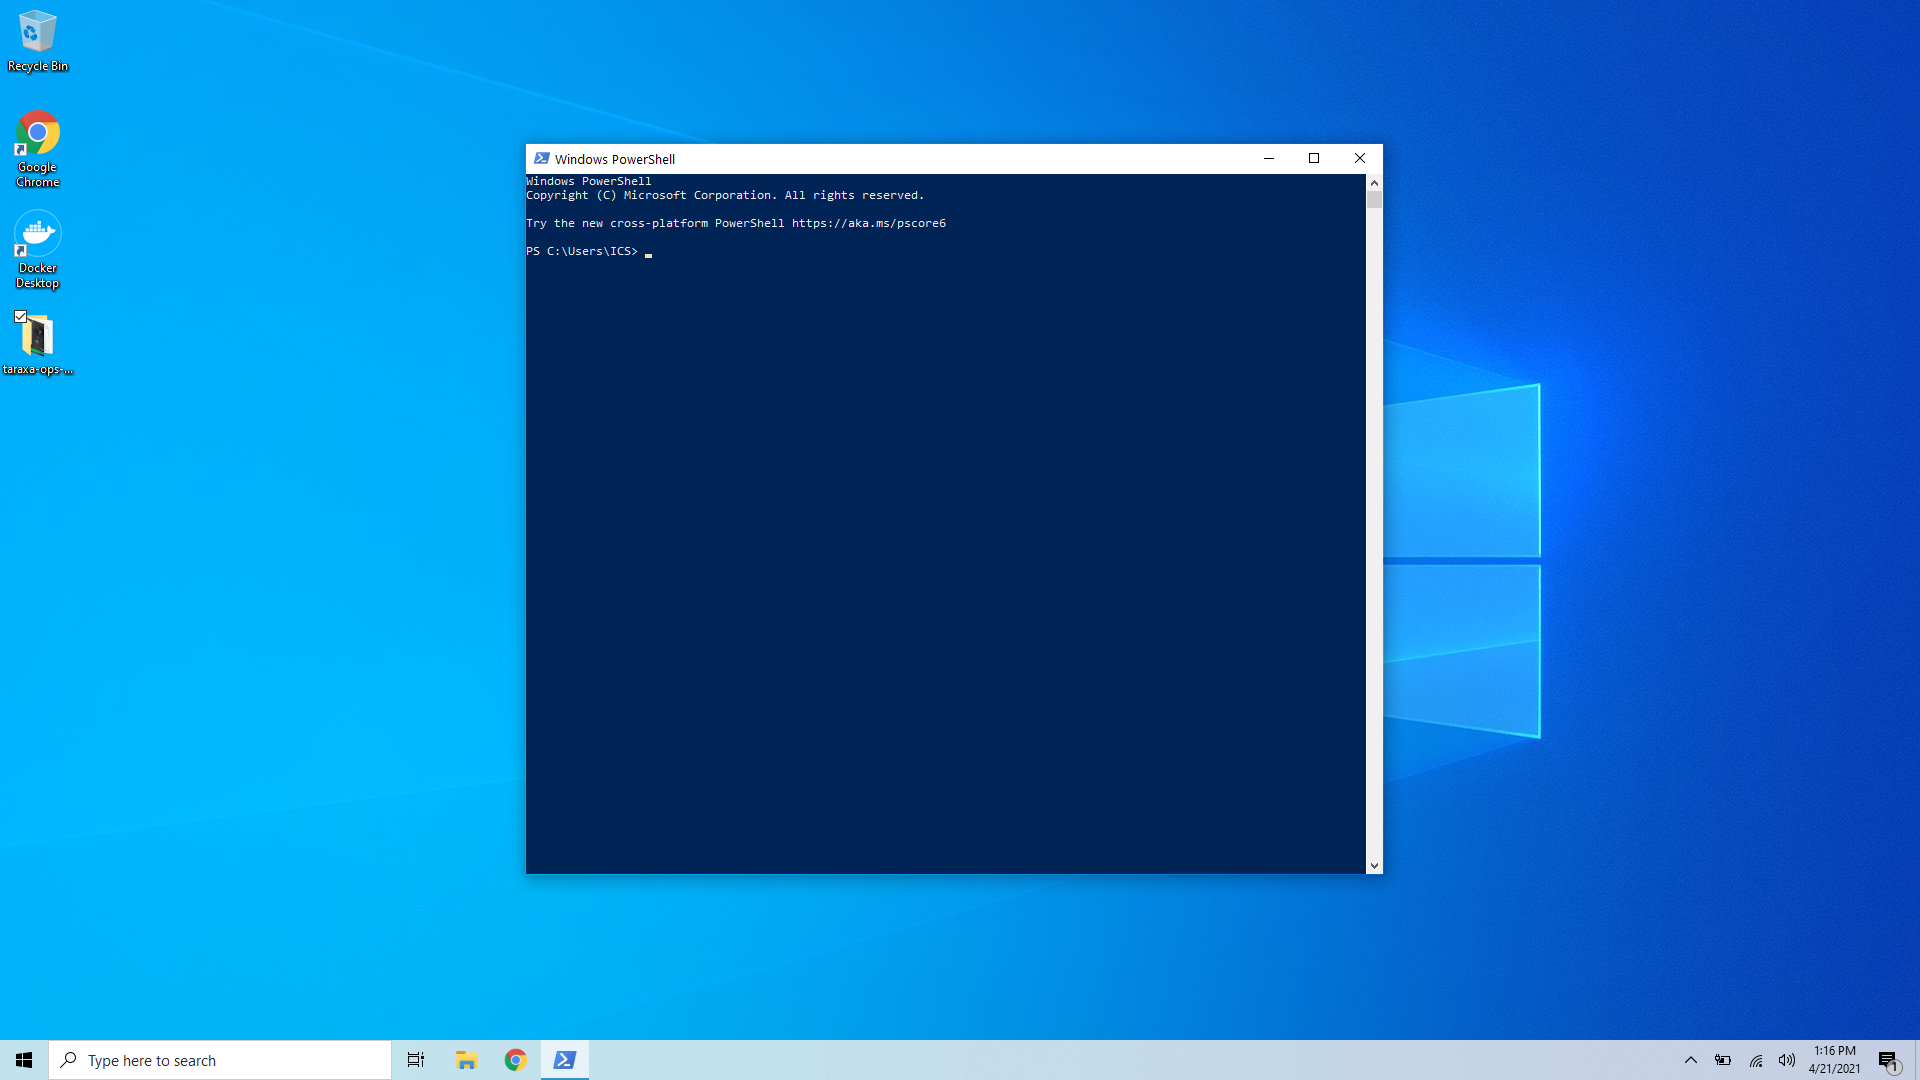 Recycle Bin
Google
Chrome
Docker
Desktop
taraxa-ops-...
Windows PowerShell
Windows PowerShell
Copyright (C) Microsoft Corporation. All rights reserved.
Try the new cross-platform PowerShell https://aka.ms/pscore6
PS C:\Users\ICS>
Type here to search
1:16 PM
4/21/2021
1